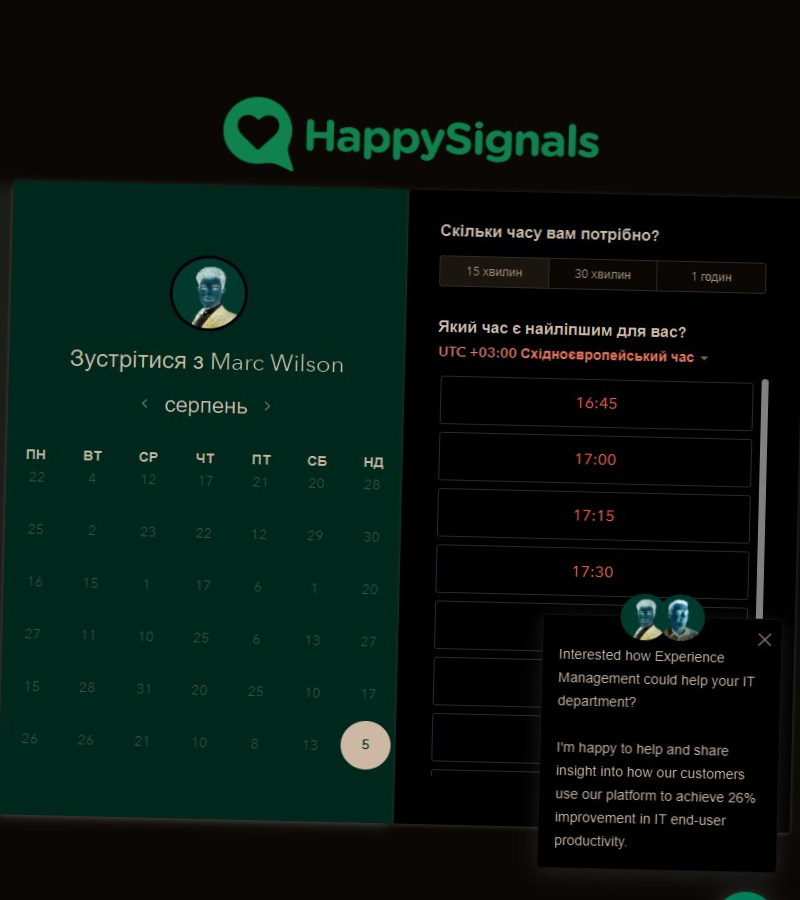 HappySignals
Зустрітися з Marc Wilson
серпень
ПН ВТ СР ЧТ ПТ СБ НД
22 4 12 17 21 20 28
25 2 23 22 12 29 30
16 15 1 17 6 1 20
27 11 10 25 6 13 27
15 28 31 20 25 10 17
26 26 21 10 8 13 5
Скільки часу вам потрібно?
15 хвилин 30 хвилин 1 годин
Який час є найліпшим для вас?
UTC +03:00 Східноєвропейський час
16:45
17:00
17:15
17:30
Interested how Experience
Management could help your IT
department?
I'm happy to help and share
insight into how our customers
use our platform to achieve 26%
improvement in IT end-user
productivity.